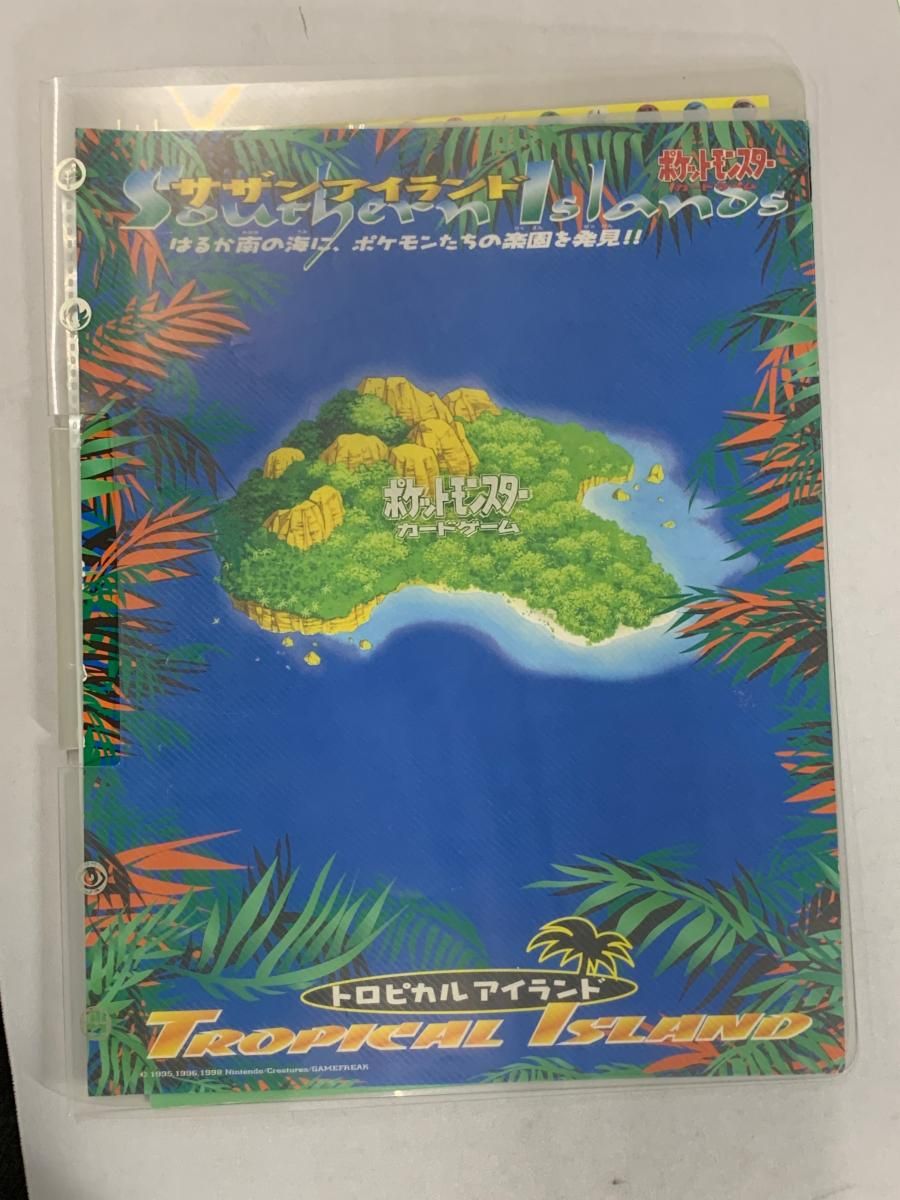 サザンアイランド
Southern Islands
ポケットモンスター
カードゲーム
はるか南の海に、ポケモンたちの楽園を発見!!
ポケットモンスター
カードゲーム
トロピカル アイランド
TROPICAL ISLAND
© 1995,1996,1998 Nintendo/Creatures/GAMEFREAK